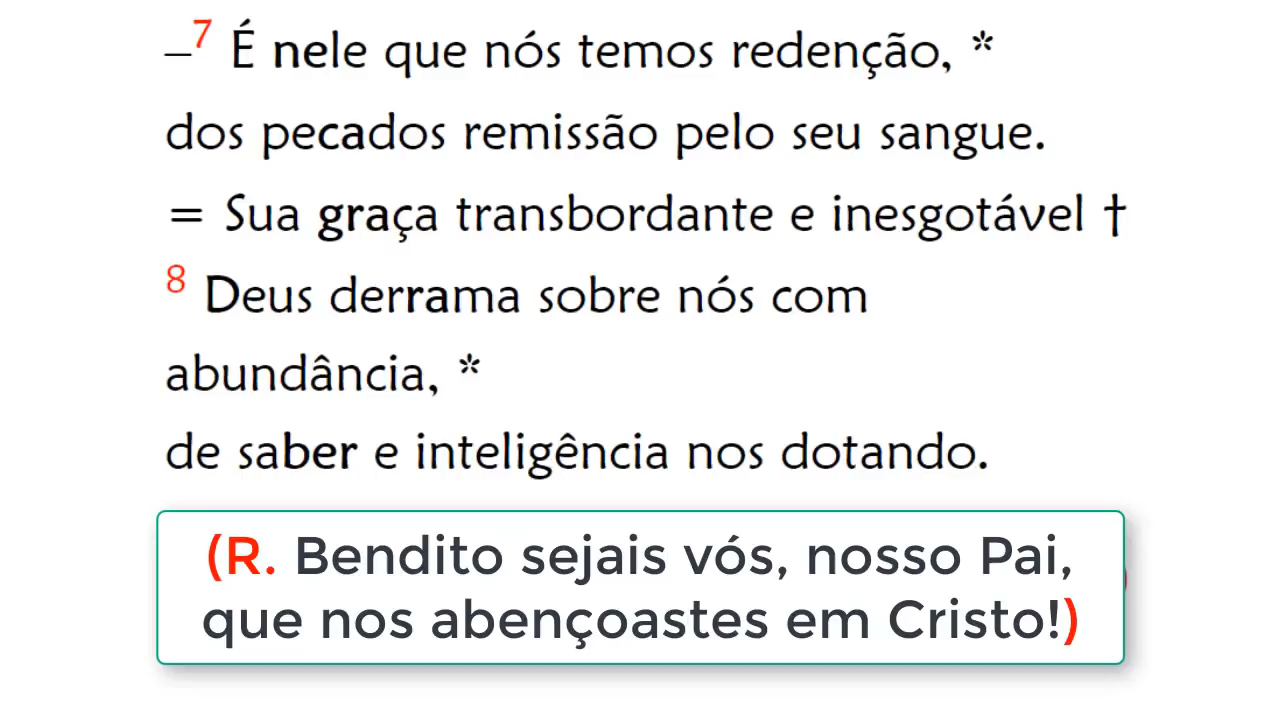 –7 É nele que nós temos redenção, *
dos pecados remissão pelo seu sangue.
= Sua graça transbordante e inesgotável †
8 Deus derrama sobre nós com
abundância, *
de saber e inteligência nos dotando.
(R. Bendito sejais vós, nosso Pai,
que nos abençoastes em Cristo!)